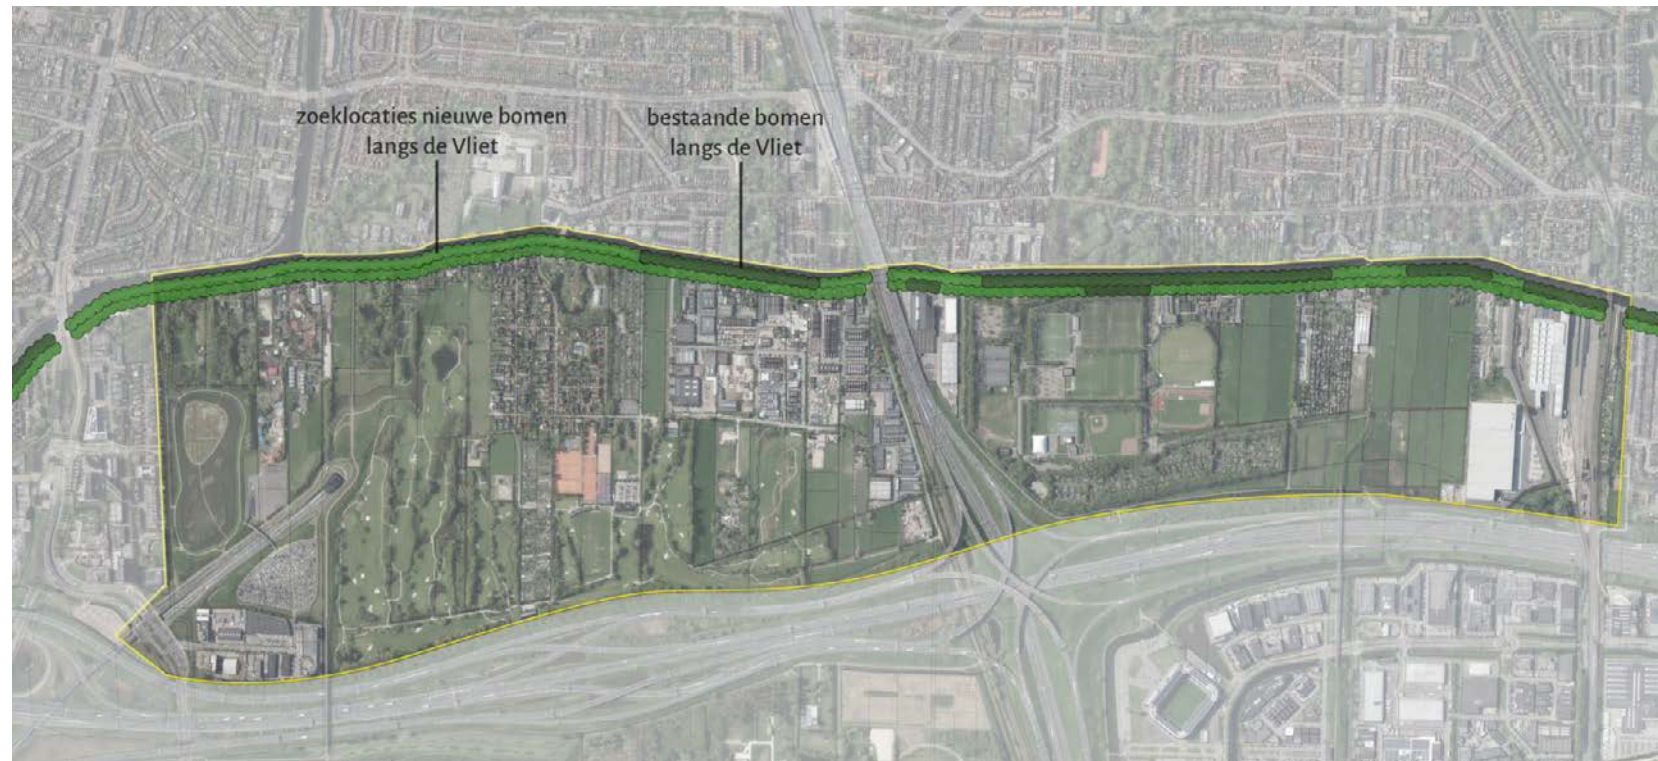 zoeklocaties nieuwe bomen
langs de Vliet
bestaande bomen
langs de Vliet